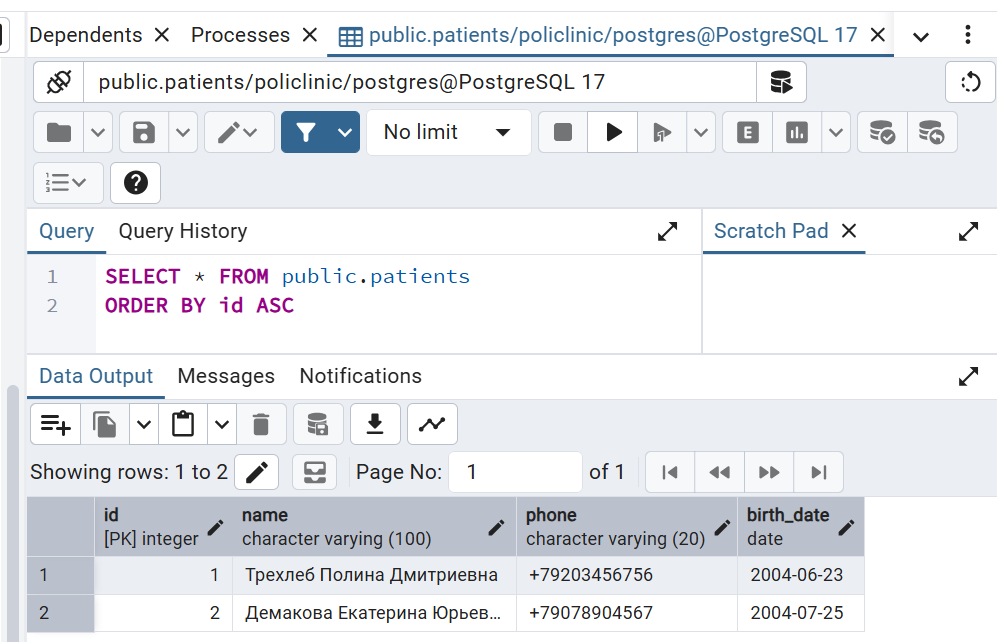 Dependents Processes public.patients/policlinic/postgres@PostgreSQL 17
public.patients/policlinic/postgres@PostgreSQL 17
No limit
E
Query Query History Scratch Pad
1 SELECT * FROM public.patients
2 ORDER BY id ASC
Data Output Messages Notifications
Showing rows: 1 to 2 Page No: 1 of 1
id name phone birth_date
[PK] integer character varying (100) character varying (20) date
1 1 Трехлеб Полина Дмитриевна +79203456756 2004-06-23
2 2 Демакова Екатерина Юрьев... +79078904567 2004-07-25